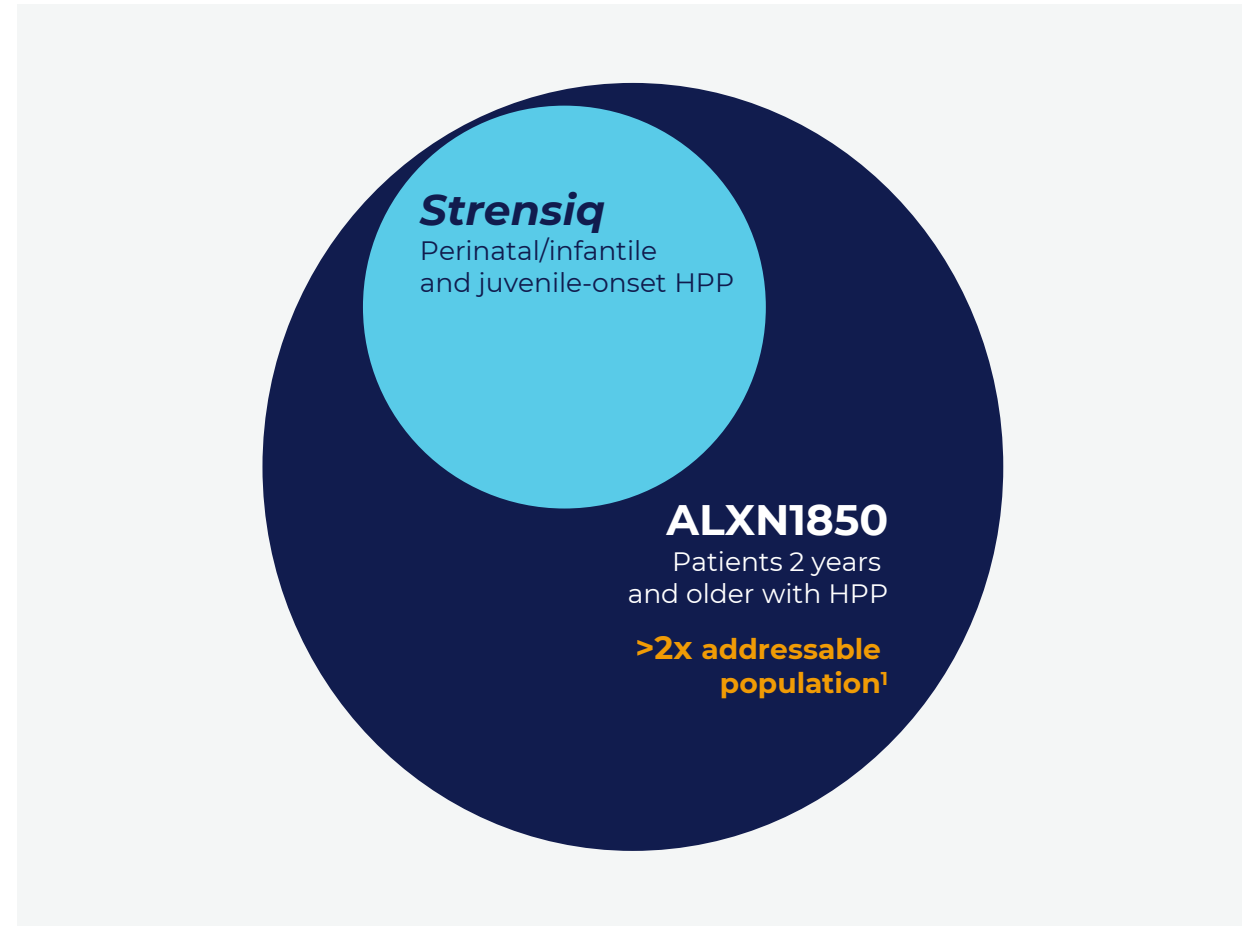 Strensiq
Perinatal/infantile
and juvenile-onset HPP
ALXN1850
Patients 2 years
and older with HPP
>2x addressable
population¹